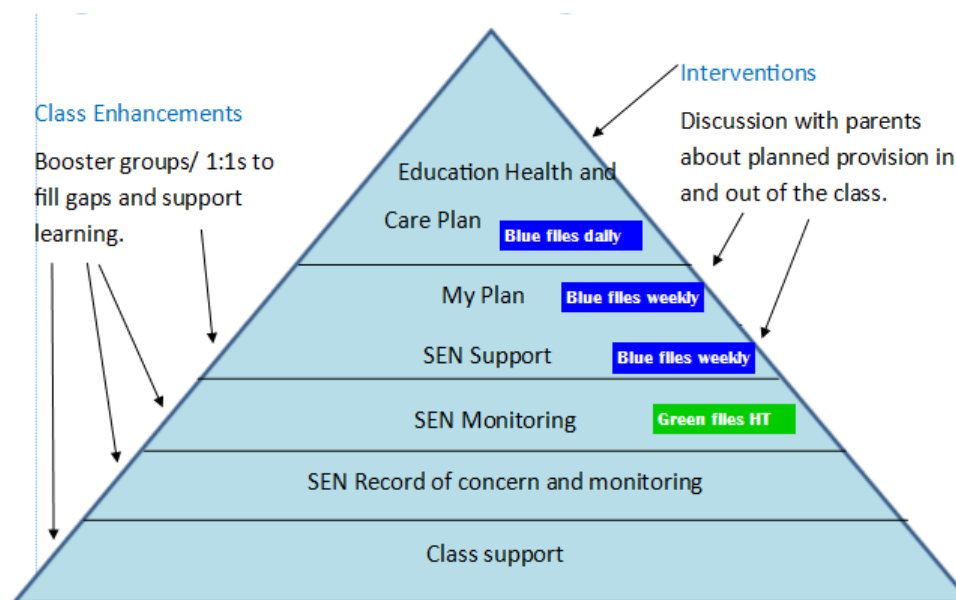 Class Enhancements
Booster groups/ 1:1s to
fill gaps and support
learning.
Interventions
Discussion with parents
about planned provision in
and out of the class.
Education Health and
Care Plan
Blue files daily
My Plan
Blue files weekly
SEN Support
Blue files weekly
SEN Monitoring
Green files HT
SEN Record of concern and monitoring
Class support